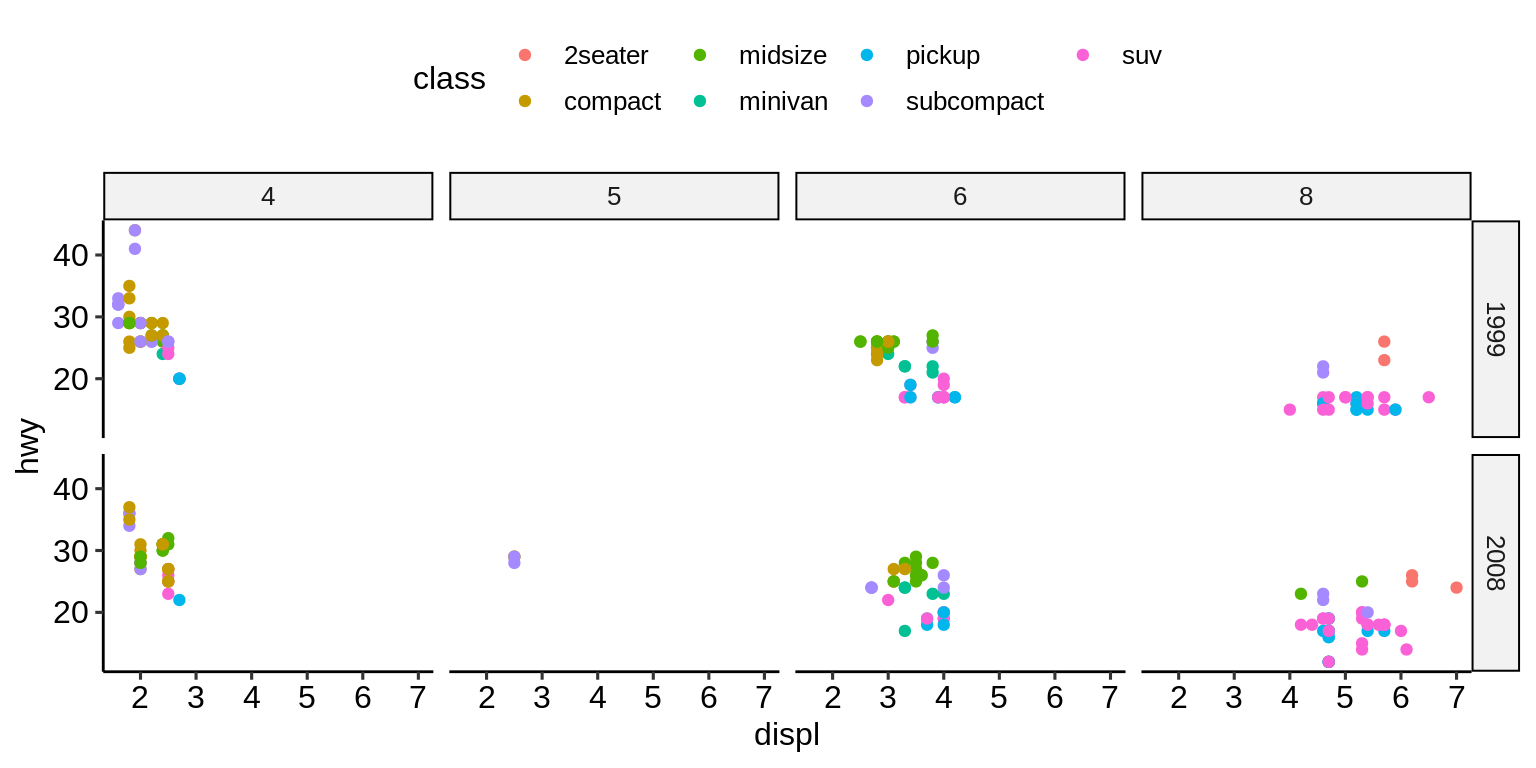 class
2seater midsize pickup suv
compact minivan subcompact
4 5 6 8
40
30
20
1999
hwy
40
30
20
2008
2 3 4 5 6 7 2 3 4 5 6 7 2 3 4 5 6 7 2 3 4 5 6 7
displ